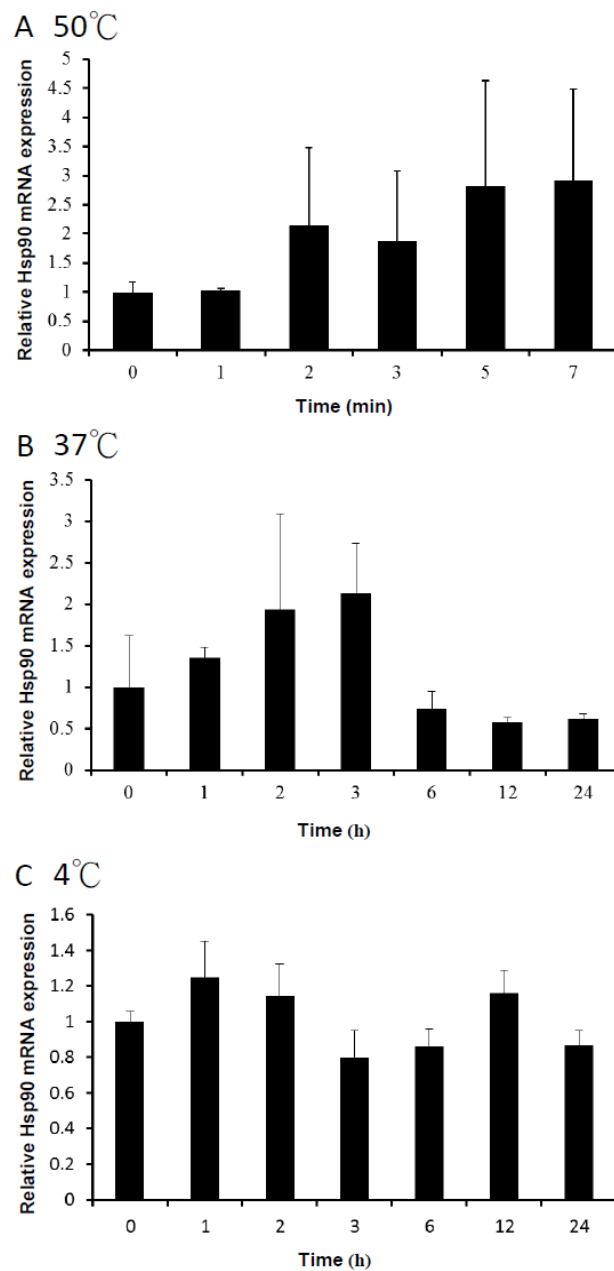 A 50℃
Relative Hsp90 mRNA expression
5
4.5
4
3.5
3
2.5
2
1.5
1
0.5
0
0 1 2 3 5 7
Time (min)
B 37℃
Relative Hsp90 mRNA expression
3.5
3
2.5
2
1.5
1
0.5
0
0 1 2 3 6 12 24
Time (h)
C 4℃
Relative Hsp90 mRNA expression
1.6
1.4
1.2
1
0.8
0.6
0.4
0.2
0
0 1 2 3 6 12 24
Time (h)